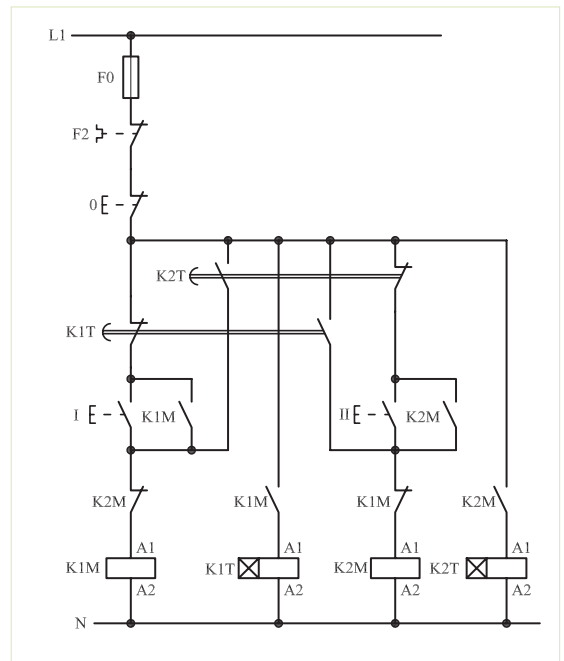 L1
F0
F2
0
K2T
K1T
I K1M II K2M
K2M K1M K1M K2M
A1 A1 A1 A1
K1M K1T K2M K2T
A2 A2 A2 A2
N